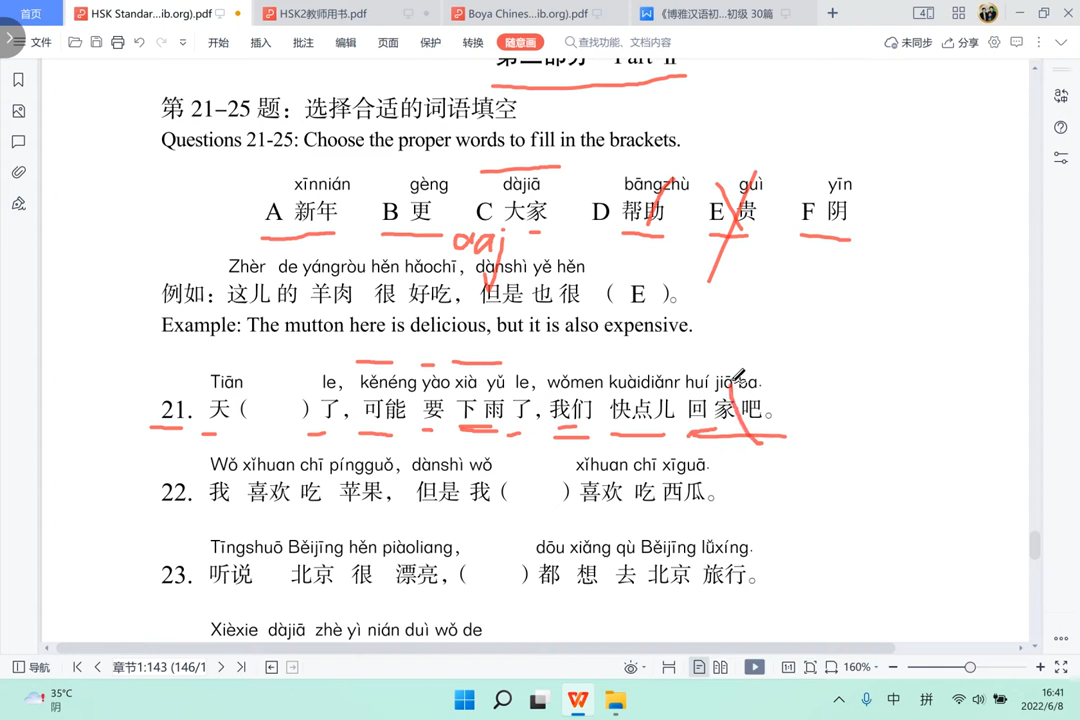 首页 HSK Standar...ib.org).pdf HSK2教师用书.pdf Boya Chines...ib.org).pdf 《博雅汉语初...初级 30篇 4
文件 开始 插入 批注 编辑 页面 保护 转换 随意画 查找功能、文档内容 未同步 分享
第二部分 Part II
第 21-25 题：选择合适的词语填空
Questions 21-25: Choose the proper words to fill in the brackets.
xīnnián gèng dàjiā bāngzhù guì yīn
A 新年 B 更 C 大家 D 帮助 E 贵 F 阴
Zhèr de yángròu hěn hǎochī, dànshì yě hěn
例如：这儿的 羊肉 很 好吃，但是 也 很 （ E ）。
Example: The mutton here is delicious, but it is also expensive.
Tiān le, kěnéng yào xià yǔ le, wǒmen kuàidiǎnr huí jiā ba.
21. 天（ ）了，可能 要 下 雨 了，我们 快点儿 回 家 吧。
Wǒ xǐhuan chī píngguǒ, dànshì wǒ xǐhuan chī xīguā.
22. 我 喜欢 吃 苹果，但是 我（ ）喜欢 吃 西瓜。
Tīngshuō Běijīng hěn piàoliang, dōu xiǎng qù Běijīng lǚxíng.
23. 听说 北京 很 漂亮，（ ）都 想 去 北京 旅行。
Xièxie dàjiā zhè yì nián duì wǒ de
导航 章节1:143 (146/1 1:1 160%
35°C
阴
中 拼 16:41
2022/6/8